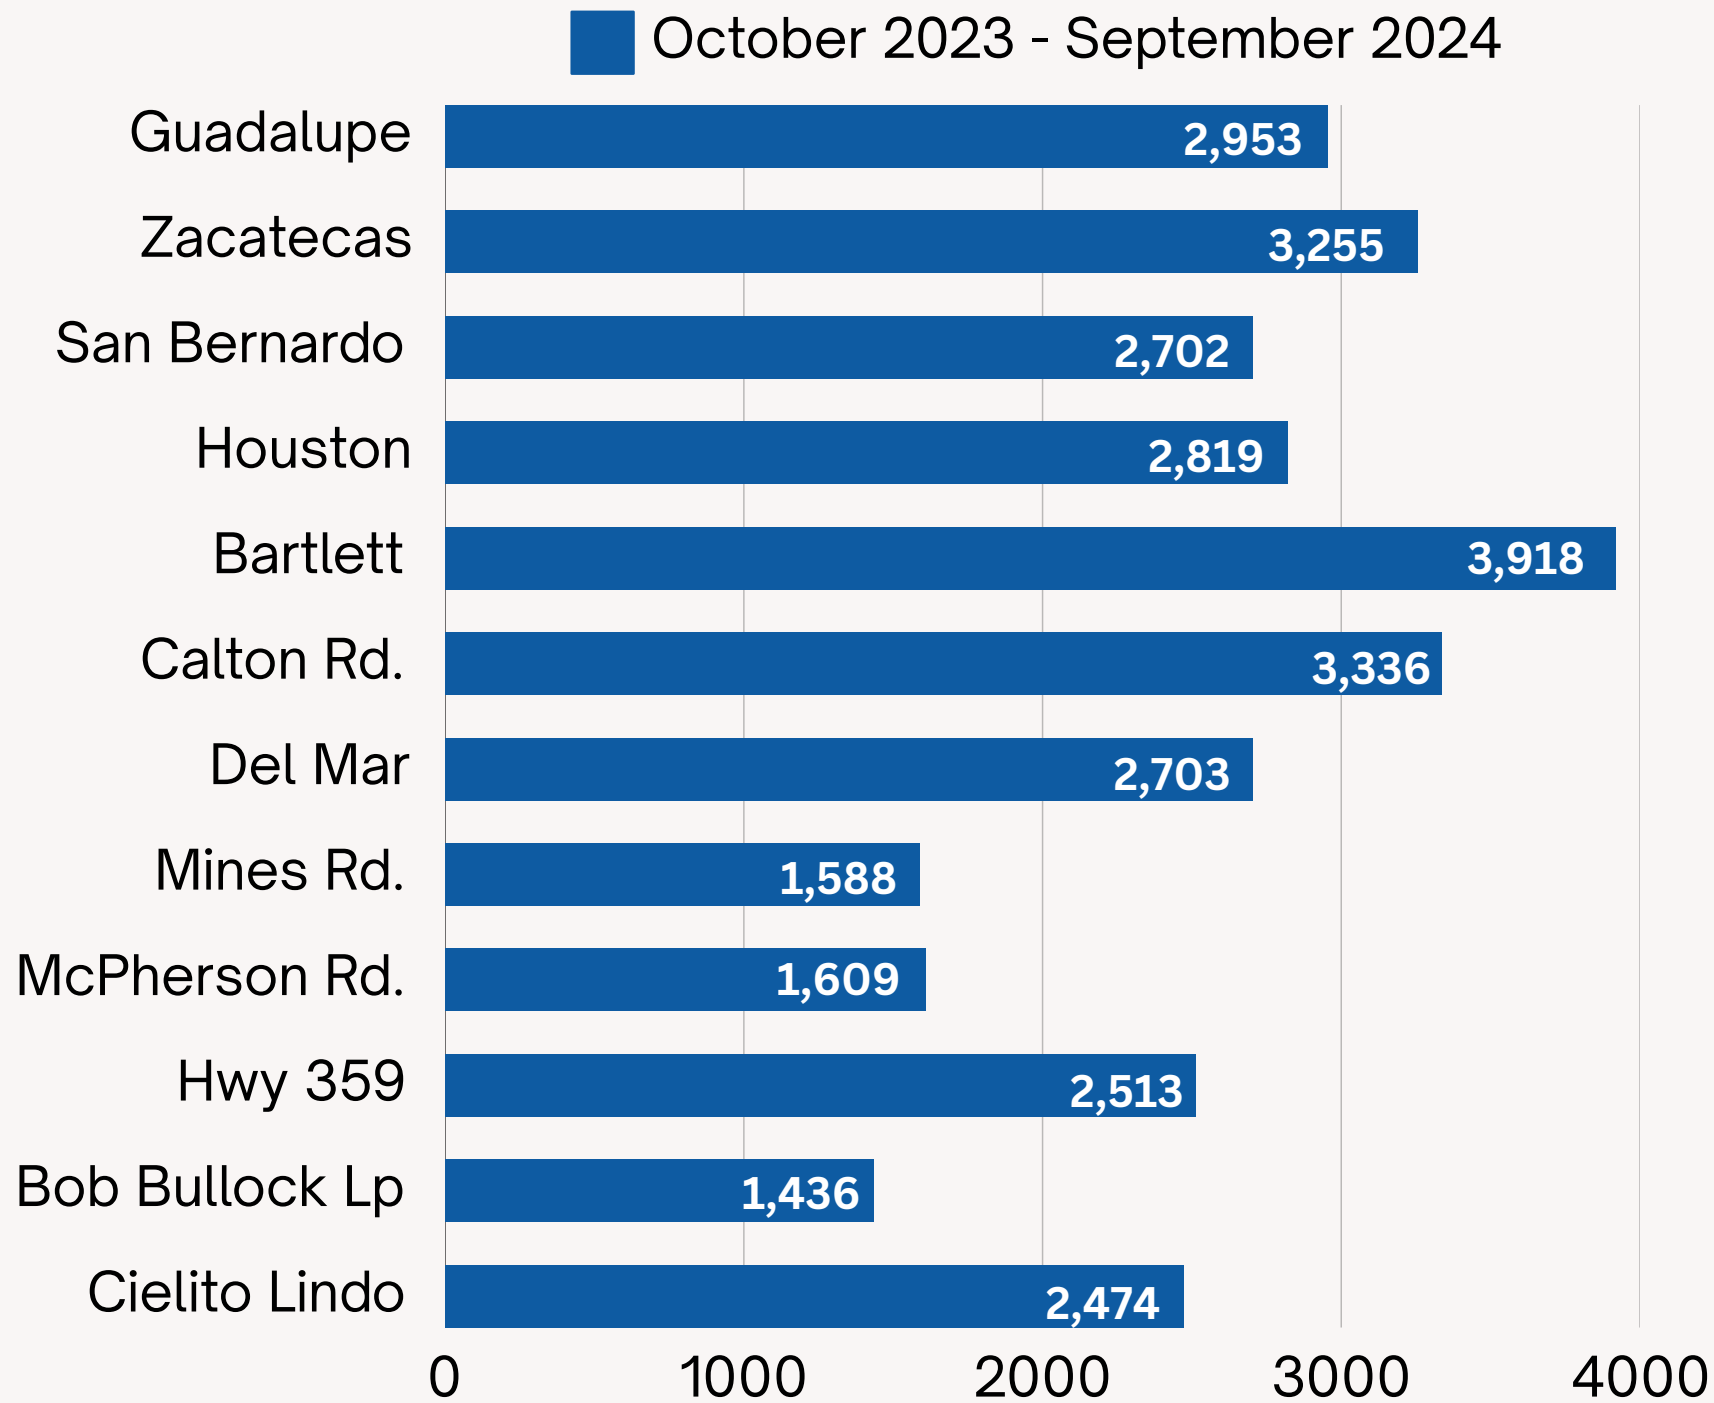 October 2023 - September 2024
Guadalupe 2,953
Zacatecas 3,255
San Bernardo 2,702
Houston 2,819
Bartlett 3,918
Calton Rd. 3,336
Del Mar 2,703
Mines Rd. 1,588
McPherson Rd. 1,609
Hwy 359 2,513
Bob Bullock Lp 1,436
Cielito Lindo 2,474
0 1000 2000 3000 4000